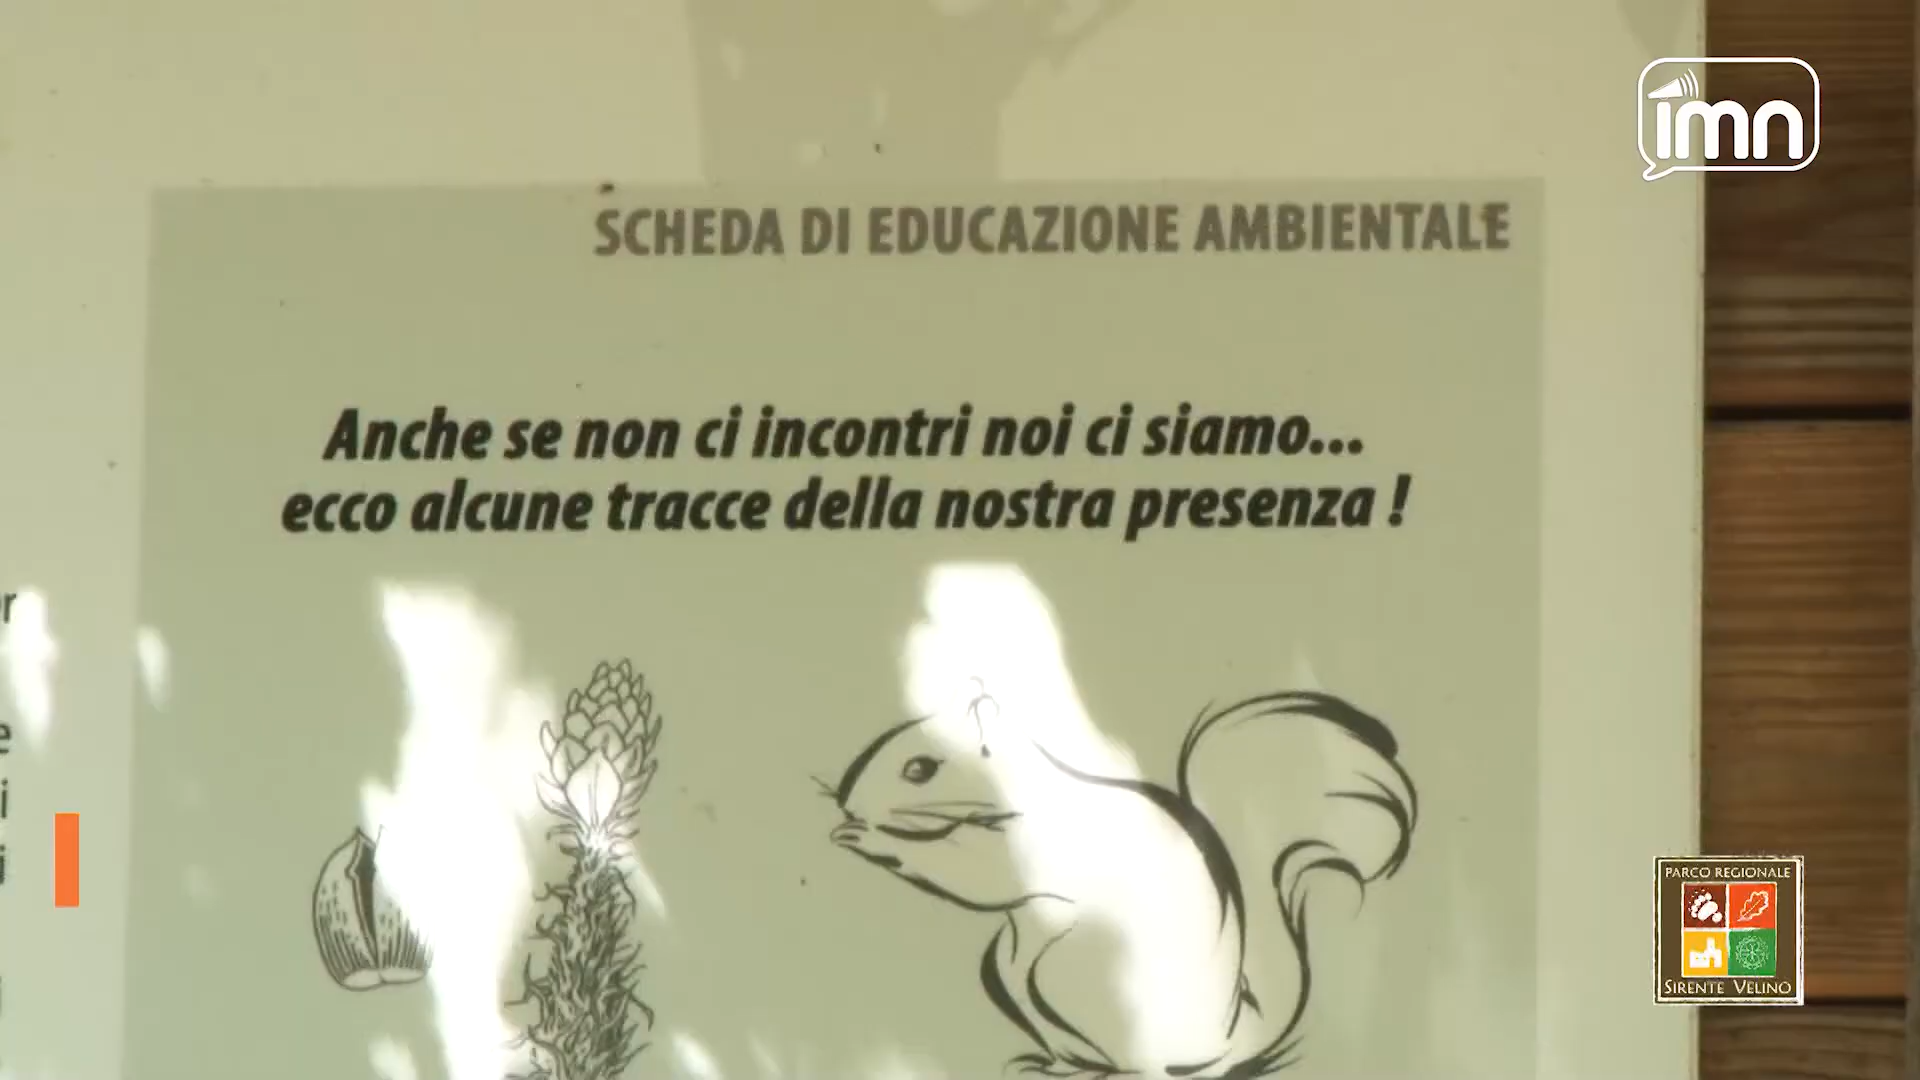 imn
SCHEDA DI EDUCAZIONE AMBIENTALE
Anche se non ci incontri noi ci siamo...
ecco alcune tracce della nostra presenza !
PARCO REGIONALE
SIRENTE VELINO